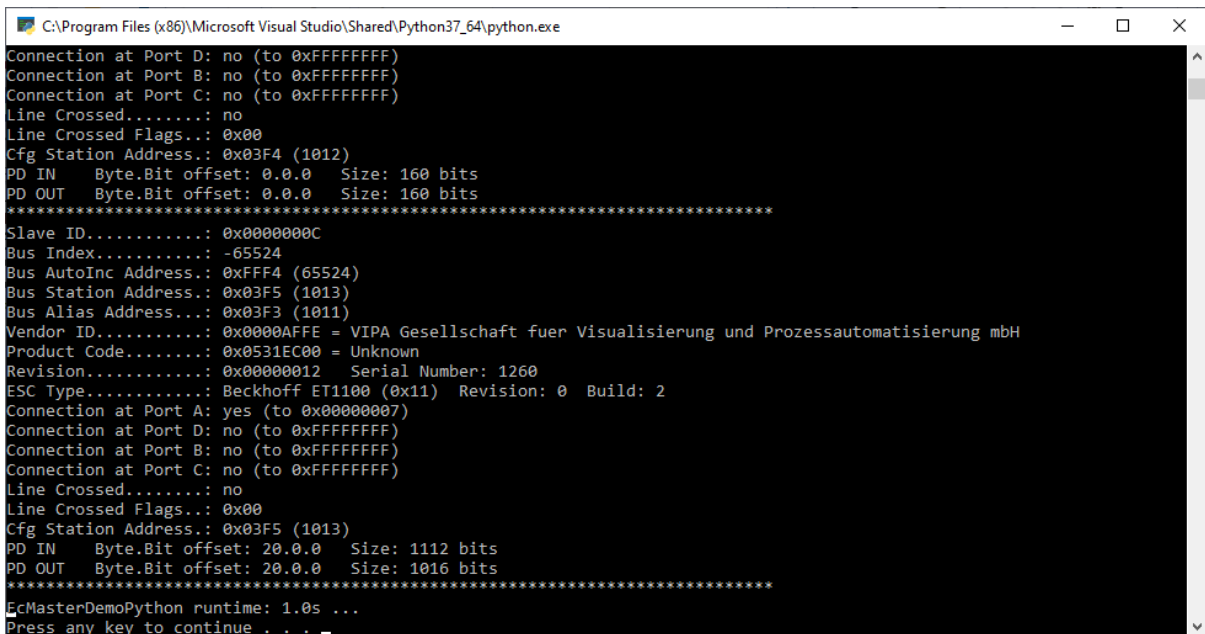 C:\Program Files (x86)\Microsoft Visual Studio\Shared\Python37_64\python.exe
Connection at Port D: no (to 0xFFFFFFFF)
Connection at Port B: no (to 0xFFFFFFFF)
Connection at Port C: no (to 0xFFFFFFFF)
Line Crossed........: no
Line Crossed Flags..: 0x00
Cfg Station Address.: 0x03F4 (1012)
PD IN    Byte.Bit offset: 0.0.0   Size: 160 bits
PD OUT   Byte.Bit offset: 0.0.0   Size: 160 bits
******************************************************************************
Slave ID............: 0x0000000C
Bus Index...........: -65524
Bus AutoInc Address.: 0xFFF4 (65524)
Bus Station Address.: 0x03F5 (1013)
Bus Alias Address...: 0x03F3 (1011)
Vendor ID...........: 0x0000AFFE = VIPA Gesellschaft fuer Visualisierung und Prozessautomatisierung mbH
Product Code........: 0x0531EC00 = Unknown
Revision............: 0x00000012   Serial Number: 1260
ESC Type............: Beckhoff ET1100 (0x11)  Revision: 0  Build: 2
Connection at Port A: yes (to 0x00000007)
Connection at Port D: no (to 0xFFFFFFFF)
Connection at Port B: no (to 0xFFFFFFFF)
Connection at Port C: no (to 0xFFFFFFFF)
Line Crossed........: no
Line Crossed Flags..: 0x00
Cfg Station Address.: 0x03F5 (1013)
PD IN    Byte.Bit offset: 20.0.0   Size: 1112 bits
PD OUT   Byte.Bit offset: 20.0.0   Size: 1016 bits
******************************************************************************
EcMasterDemoPython runtime: 1.0s ...
Press any key to continue . . .